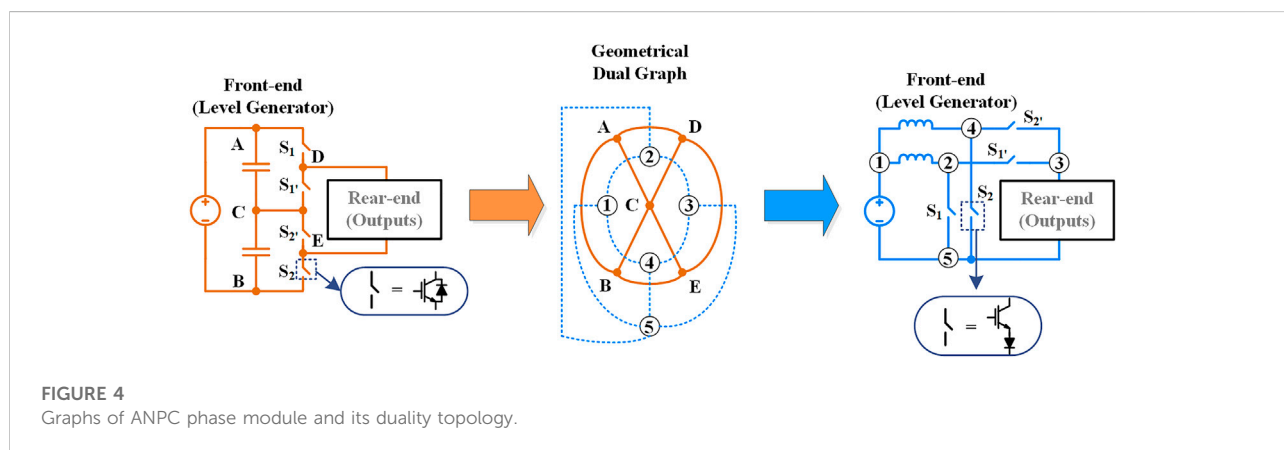 Front-end
(Level Generator)
A
S1
D
S1'
C
S2'
E
S2
B
Rear-end
(Outputs)
=
Geometrical
Dual Graph
A
D
2
1
C
3
4
B
E
5
Front-end
(Level Generator)
4
S2'
1
2
S1'
3
S2
S1
Rear-end
(Outputs)
5
=
FIGURE 4
Graphs of ANPC phase module and its duality topology.